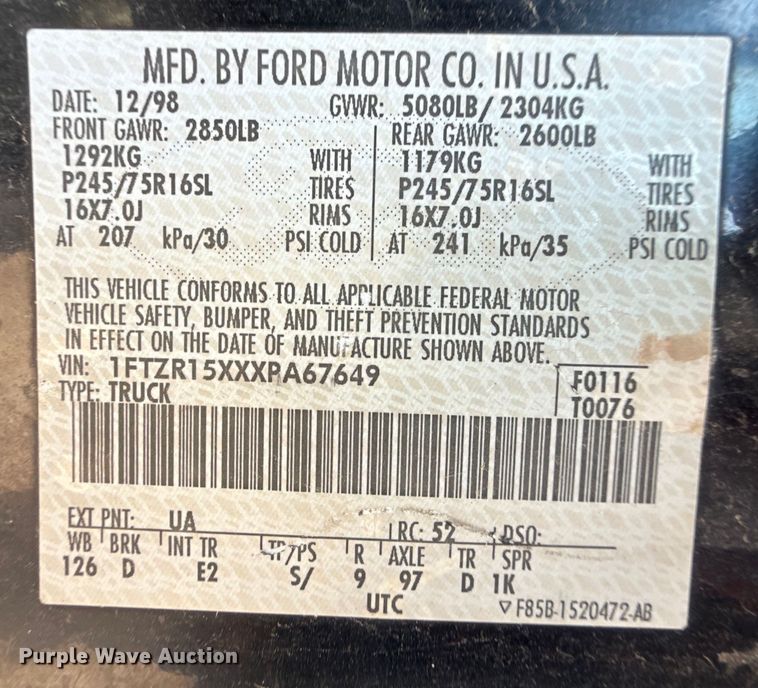 MFD. BY FORD MOTOR CO. IN U.S.A.
DATE: 12/98 GVWR: 5080LB/ 2304KG
FRONT GAWR: 2850LB REAR GAWR: 2600LB
1292KG WITH 1179KG WITH
P245/75R16SL TIRES P245/75R16SL TIRES
16X7.0J RIMS 16X7.0J RIMS
AT 207 kPa/30 PSI COLD AT 241 kPa/35 PSI COLD
THIS VEHICLE CONFORMS TO ALL APPLICABLE FEDERAL MOTOR
VEHICLE SAFETY, BUMPER, AND THEFT PREVENTION STANDARDS
IN EFFECT ON THE DATE OF MANUFACTURE SHOWN ABOVE.
VIN: 1FTZR15XXXPA67649 F0116
TYPE: TRUCK T0076
EXT PNT: UA RC: 52 DSO:
WB BRK INT TR TP/PS R AXLE TR SPR
126 D E2 S/ 9 97 D 1K
UTC ▽F85B-1520472-AB
Purple Wave Auction